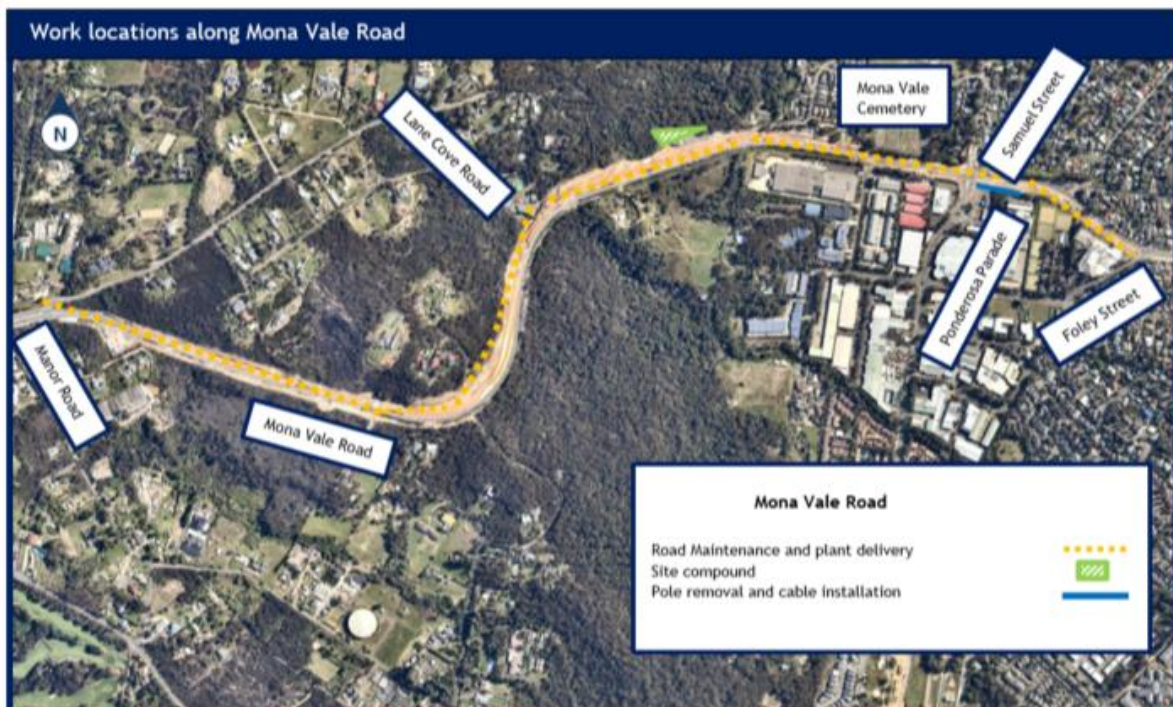 Work locations along Mona Vale Road
N
Lane Cove Road
Mona Vale
Cemetery
Samuel Street
Manor Road
Mona Vale Road
Ponderosa Parade
Foley Street
Mona Vale Road
Road Maintenance and plant delivery
Site compound
Pole removal and cable installation